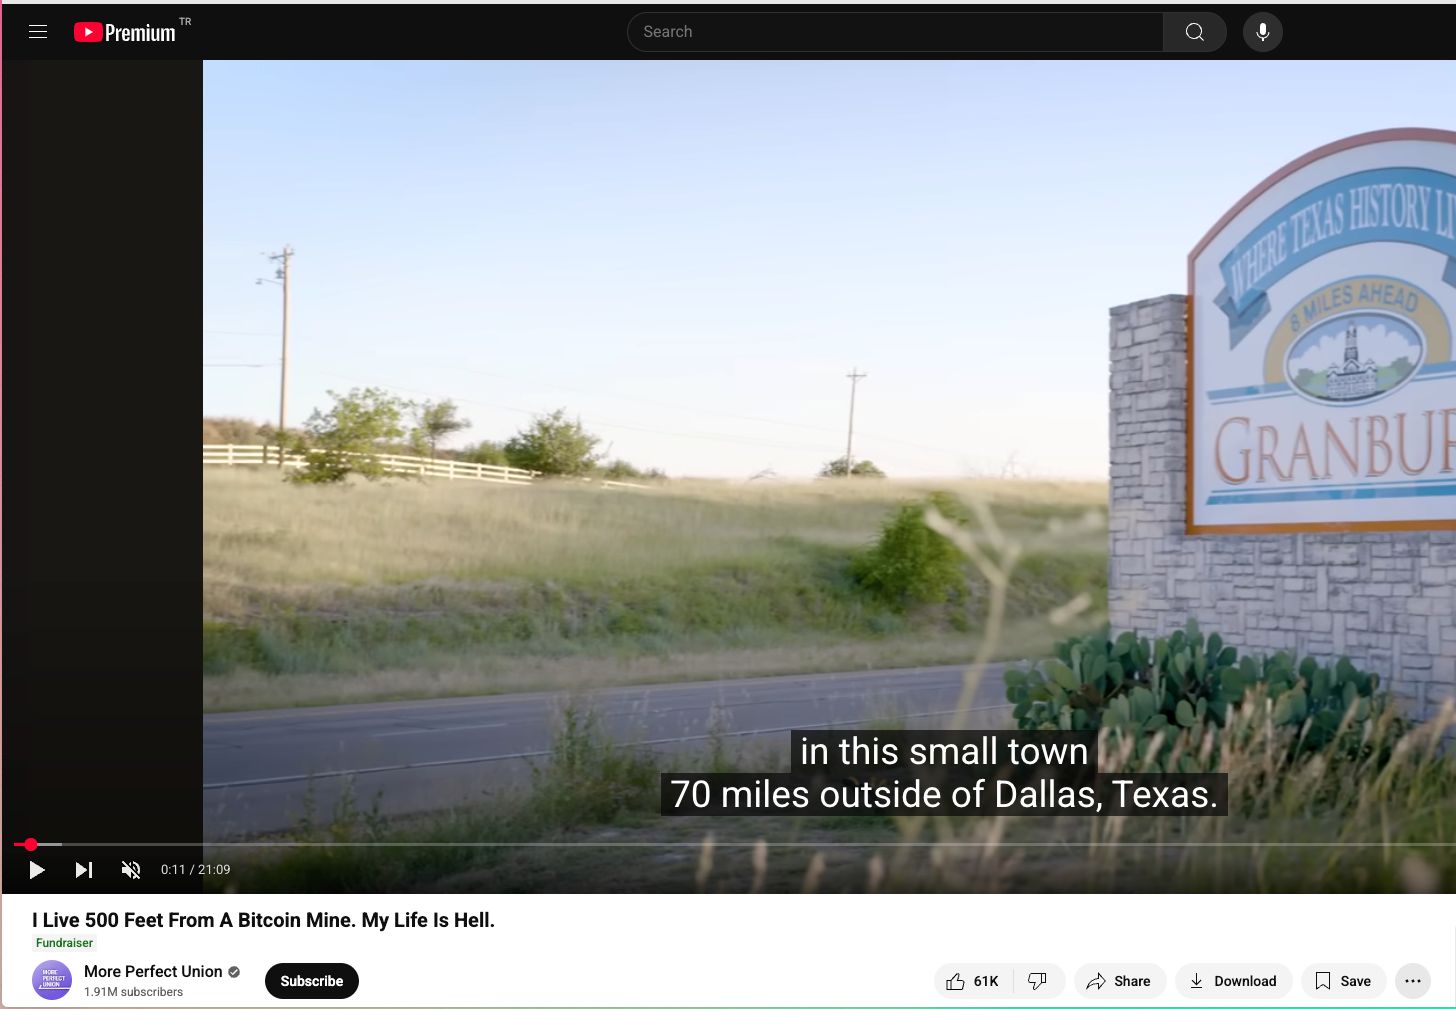 Premium TR
Search
WHERE TEXAS HISTORY
8 MILES AHEAD
in this small town
70 miles outside of Dallas, Texas.
0:11 / 21:09
I Live 500 Feet From A Bitcoin Mine. My Life Is Hell.
Fundraiser
MORE
PERFECT
UNION
More Perfect Union
1.91M subscribers
Subscribe
61K
Share
Download
Save